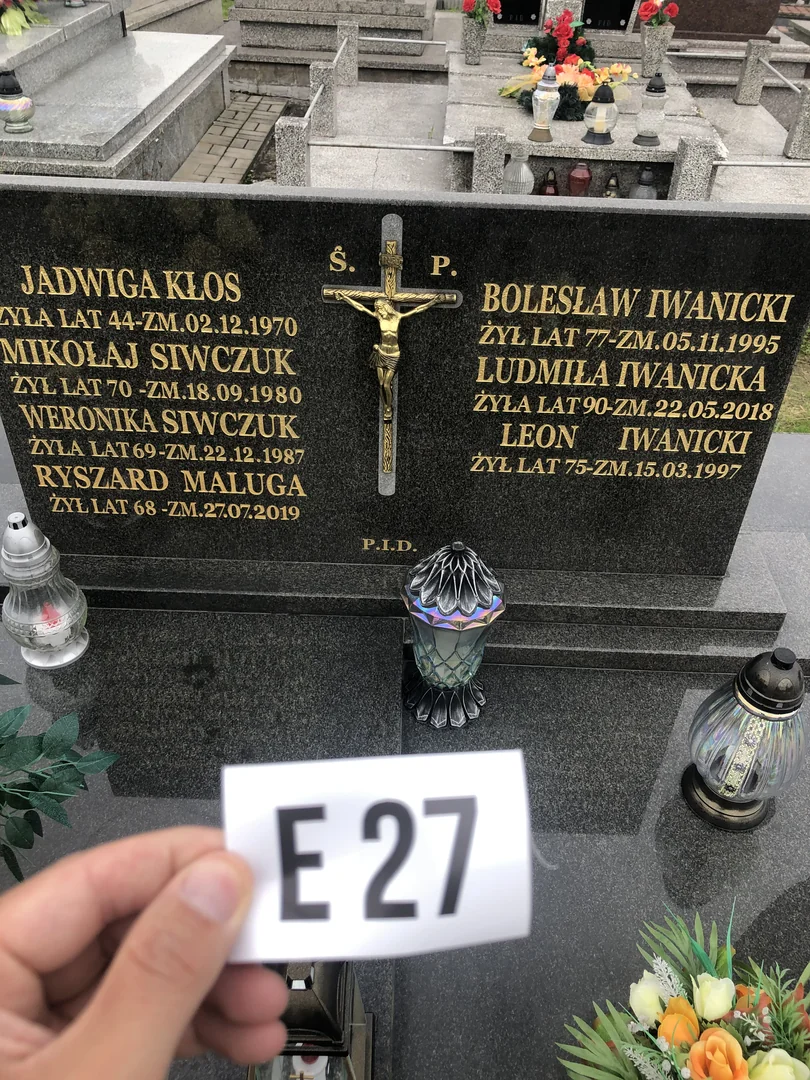 Ś. P.
JADWIGA KŁOS
ŻYŁA LAT 44-ZM.02.12.1970
MIKOŁAJ SIWCZUK
ŻYŁ LAT 70 -ZM.18.09.1980
WERONIKA SIWCZUK
ŻYŁA LAT 69-ZM.22.12.1987
RYSZARD MALUGA
ŻYŁ LAT 68 -ZM.27.07.2019
BOLESŁAW IWANICKI
ŻYŁ LAT 77-ZM.05.11.1995
LUDMIŁA IWANICKA
ŻYŁA LAT 90-ZM.22.05.2018
LEON IWANICKI
ŻYŁ LAT 75-ZM.15.03.1997
P.I.D.
E 27